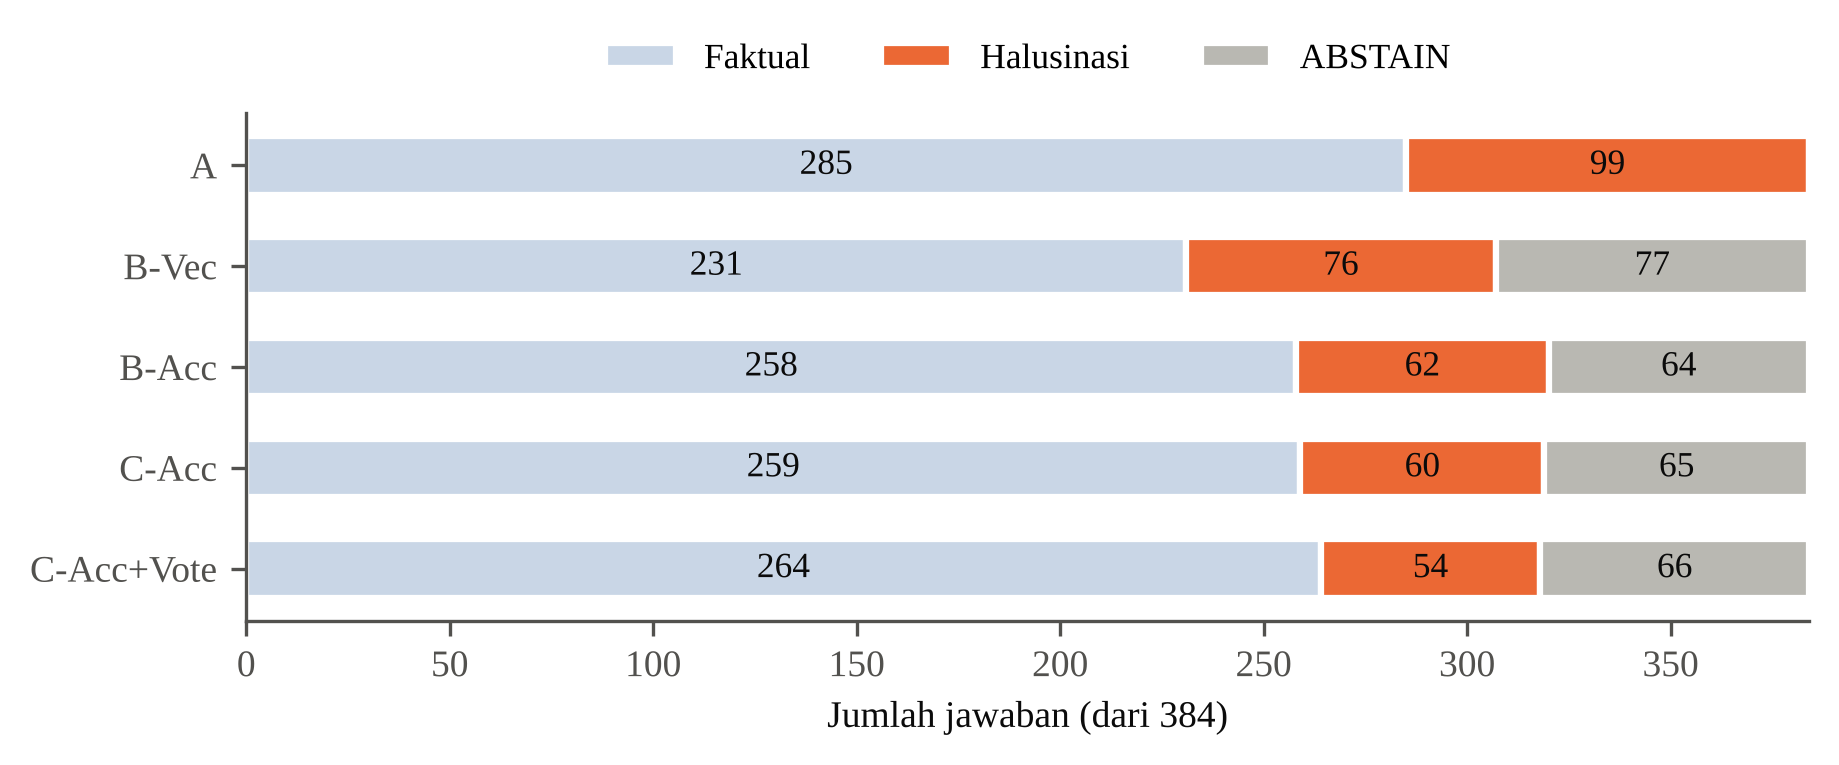 Faktual Halusinasi ABSTAIN
A 285 99
B-Vec 231 76 77
B-Acc 258 62 64
C-Acc 259 60 65
C-Acc+Vote 264 54 66
0 50 100 150 200 250 300 350
Jumlah jawaban (dari 384)